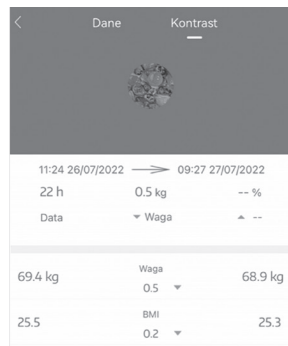 Dane Kontrast
11:24 26/07/2022 09:27 27/07/2022
22 h 0.5 kg -- %
Data ▼ Waga ▲ --
69.4 kg Waga 68.9 kg
0.5 ▼
25.5 BMI 25.3
0.2 ▼